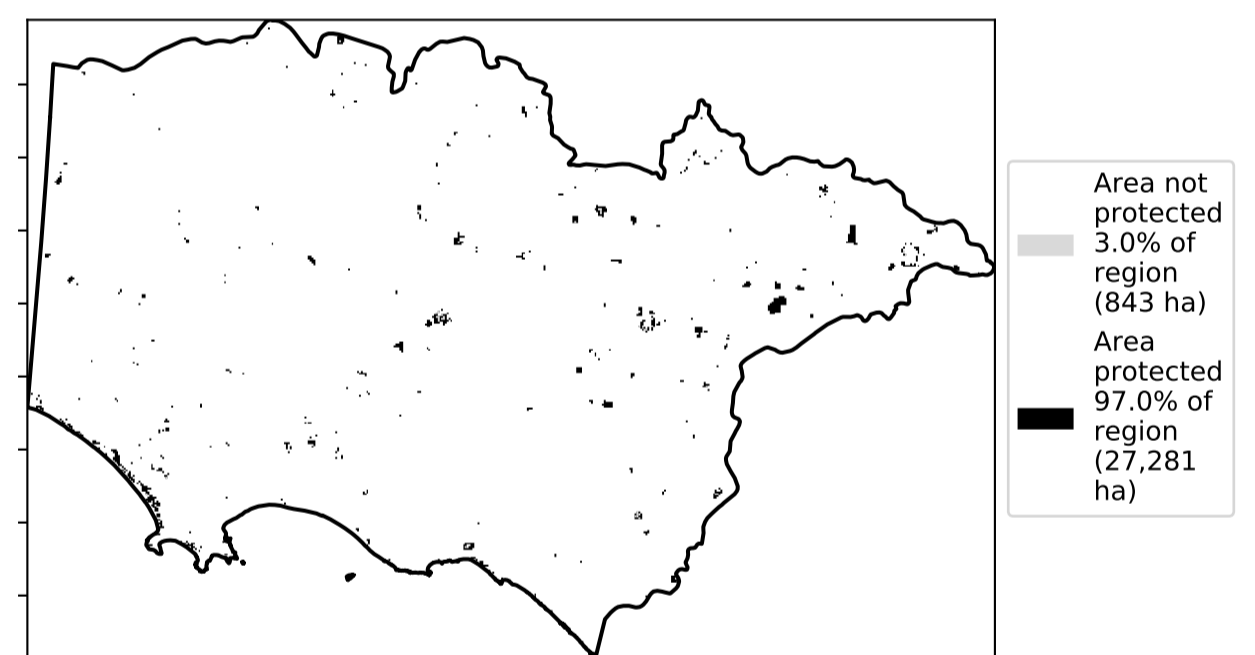 Area not
protected
3.0% of
region
(843 ha)
Area
protected
97.0% of
region
(27,281
ha)